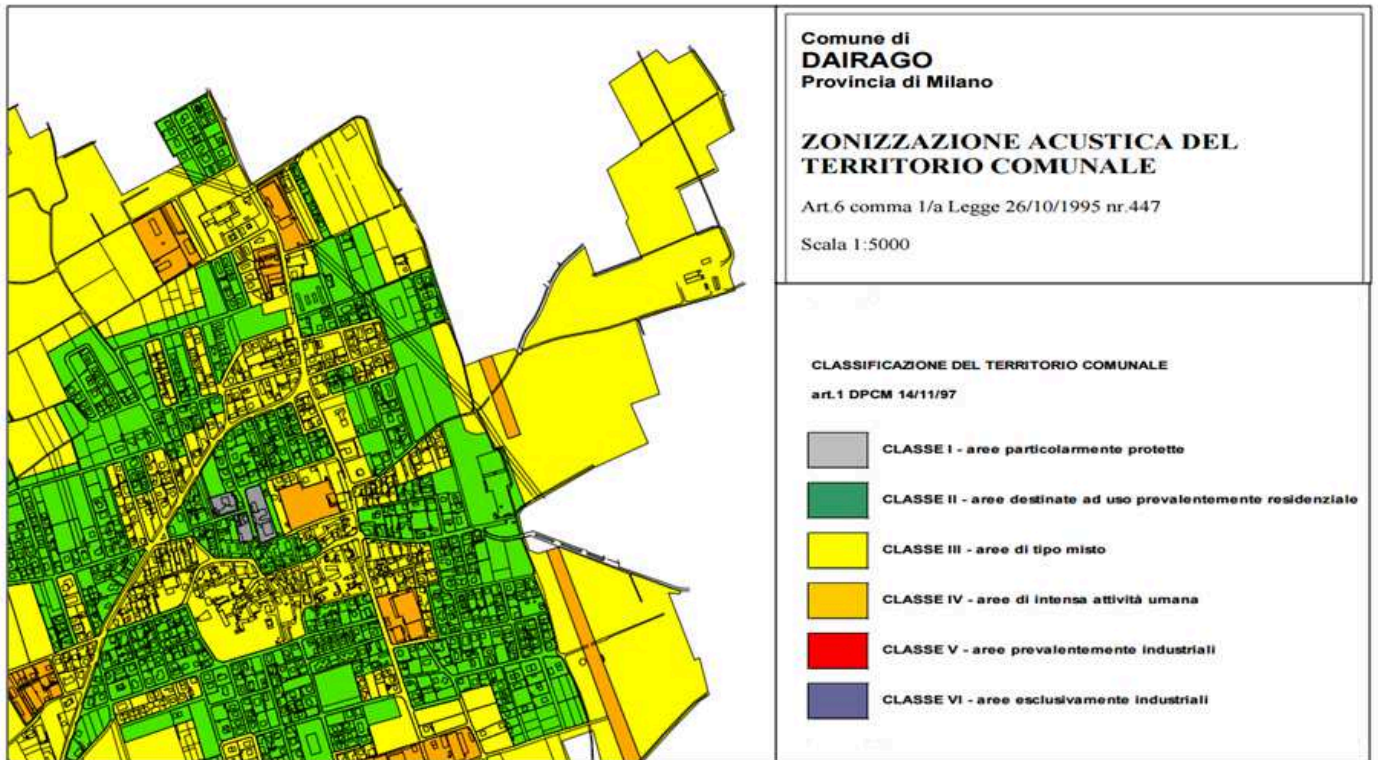 Comune di
DAIRAGO
Provincia di Milano
ZONIZZAZIONE ACUSTICA DEL
TERRITORIO COMUNALE
Art.6 comma 1/a Legge 26/10/1995 nr.447
Scala 1:5000
CLASSIFICAZIONE DEL TERRITORIO COMUNALE
art.1 DPCM 14/11/97
CLASSE I - aree particolarmente protette
CLASSE II - aree destinate ad uso prevalentemente residenziale
CLASSE III - aree di tipo misto
CLASSE IV - aree di intensa attività umana
CLASSE V - aree prevalentemente industriali
CLASSE VI - aree esclusivamente industriali